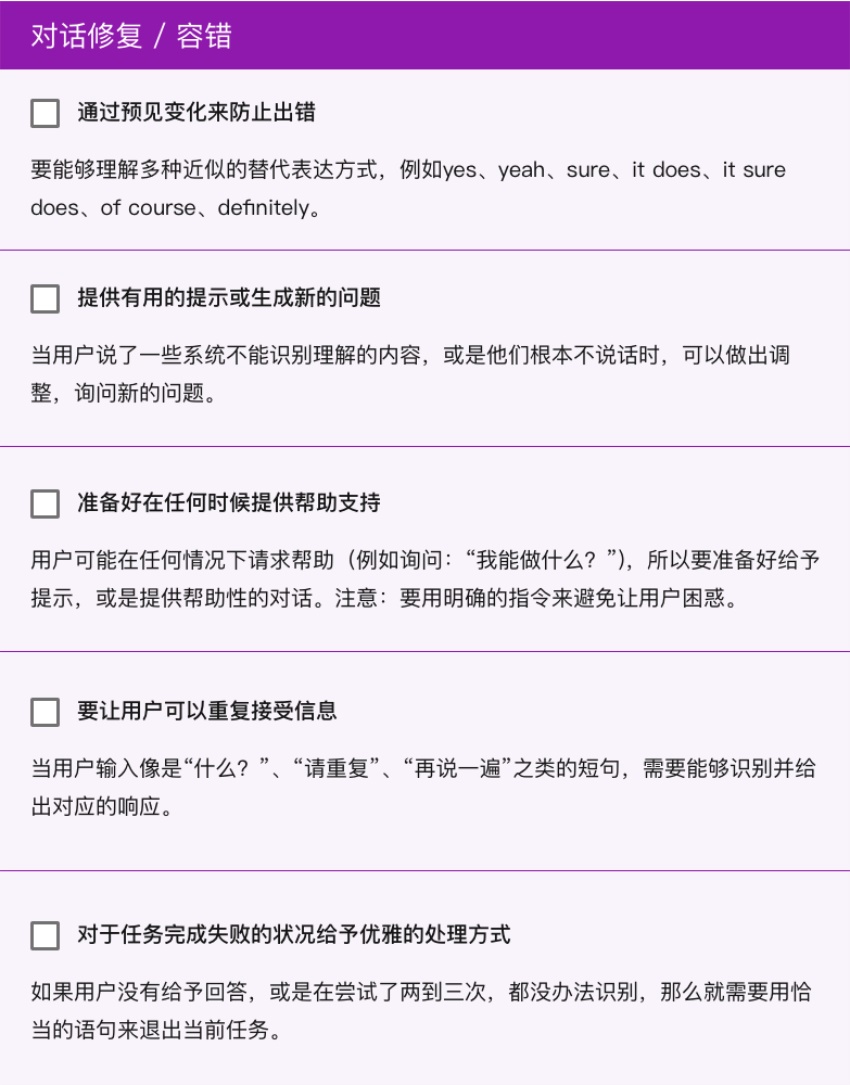 对话修复 / 容错
通过预见变化来防止出错
要能够理解多种近似的替代表达方式，例如yes、yeah、sure、it does、it sure
does、of course、definitely。
提供有用的提示或生成新的问题
当用户说了一些系统不能识别理解的内容，或是他们根本不说话时，可以做出调
整，询问新的问题。
准备好在任何时候提供帮助支持
用户可能在任何情况下请求帮助（例如询问：“我能做什么？”)，所以要准备好给予
提示，或是提供帮助性的对话。注意：要用明确的指令来避免让用户困惑。
要让用户可以重复接受信息
当用户输入像是“什么？”、“请重复”、“再说一遍”之类的短句，需要能够识别并给
出对应的响应。
对于任务完成失败的状况给予优雅的处理方式
如果用户没有给予回答，或是在尝试了两到三次，都没办法识别，那么就需要用恰
当的语句来退出当前任务。